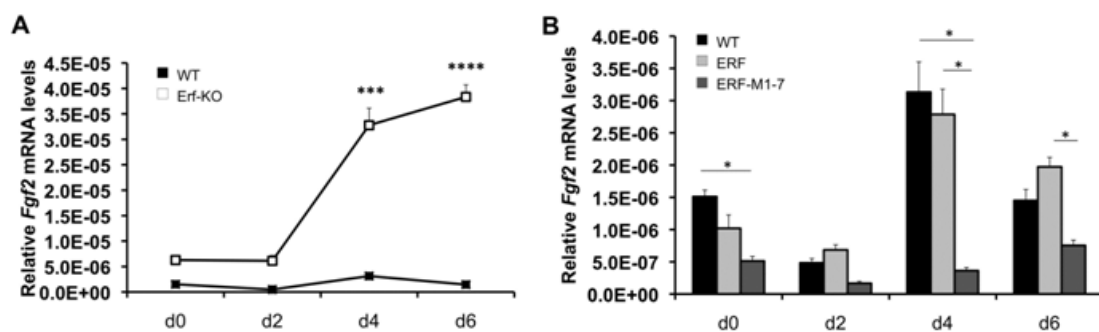 A
Relative Fgf2 mRNA levels
4.5E-05
4.0E-05
3.5E-05
3.0E-05
2.5E-05
2.0E-05
1.5E-05
1.0E-05
5.0E-06
0.0E+00
WT
Erf-KO
***
****
d0 d2 d4 d6
B
Relative Fgf2 mRNA levels
4.0E-06
3.5E-06
3.0E-06
2.5E-06
2.0E-06
1.5E-06
1.0E-06
5.0E-07
0.0E+00
WT
ERF
ERF-M1-7
*
*
*
*
d0 d2 d4 d6